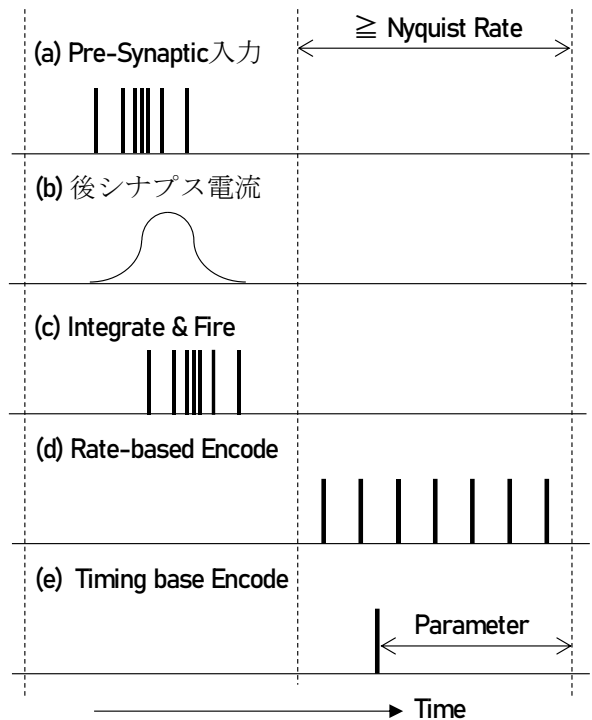 ≧ Nyquist Rate
(a) Pre-Synaptic入力
(b) 後シナプス電流
(c) Integrate & Fire
(d) Rate-based Encode
(e) Timing base Encode
Parameter
Time